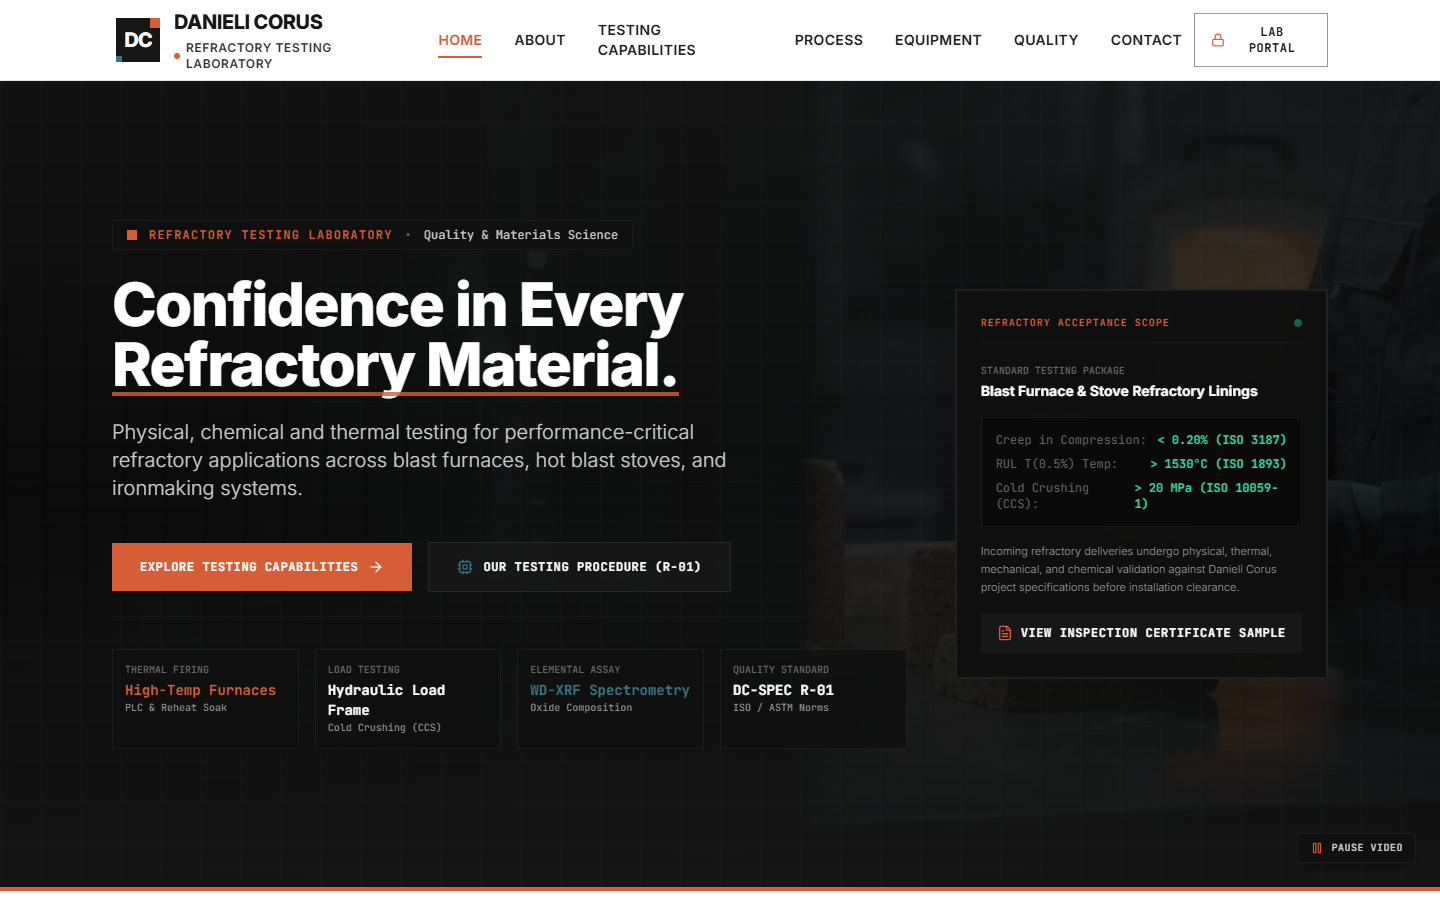 DC
DANIELI CORUS
REFRACTORY TESTING
LABORATORY
HOME
ABOUT
TESTING
CAPABILITIES
PROCESS
EQUIPMENT
QUALITY
CONTACT
LAB
PORTAL
REFRACTORY TESTING LABORATORY • Quality & Materials Science
Confidence in Every
Refractory Material.
Physical, chemical and thermal testing for performance-critical
refractory applications across blast furnaces, hot blast stoves, and
ironmaking systems.
EXPLORE TESTING CAPABILITIES →
OUR TESTING PROCEDURE (R-01)
THERMAL FIRING
High-Temp Furnaces
PLC & Reheat Soak
LOAD TESTING
Hydraulic Load
Frame
Cold Crushing (CCS)
ELEMENTAL ASSAY
WD-XRF Spectrometry
Oxide Composition
QUALITY STANDARD
DC-SPEC R-01
ISO / ASTM Norms
REFRACTORY ACCEPTANCE SCOPE
STANDARD TESTING PACKAGE
Blast Furnace & Stove Refractory Linings
Creep in Compression: < 0.20% (ISO 3187)
RUL T(0.5%) Temp: > 1530°C (ISO 1893)
Cold Crushing
(CCS):
> 20 MPa (ISO 10059-
1)
Incoming refractory deliveries undergo physical, thermal,
mechanical, and chemical validation against Danieli Corus
project specifications before installation clearance.
VIEW INSPECTION CERTIFICATE SAMPLE
PAUSE VIDEO